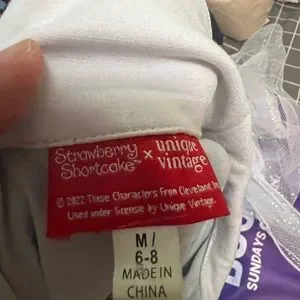 Strawberry Shortcake™ x unique vintage
© 2022 These Characters From Cleveland, Inc.
Used under license by Unique Vintage.
M /
6-8
MADE IN
CHINA
SUNDAYS